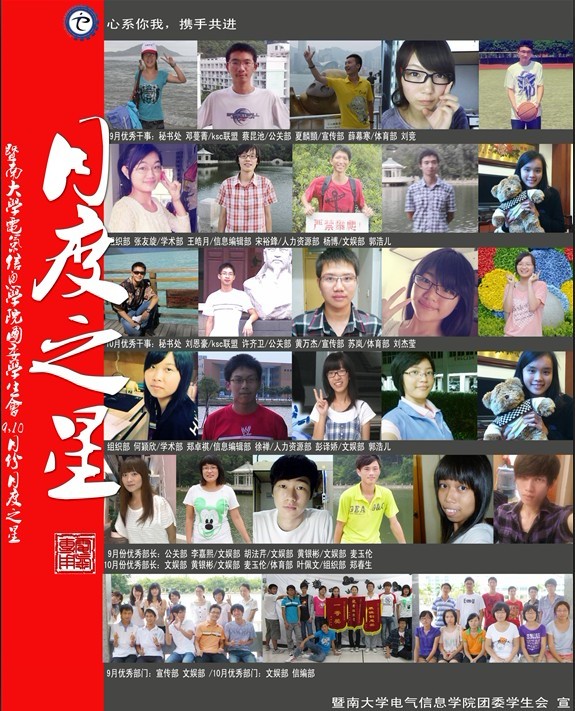 心系你我，携手共进
月度之星
暨南大学电气信息学院团委学生会9、10月份月度之星
9月优秀干事：秘书处 邓蔓菁/ksc联盟 蔡昆池/公关部 夏麟顥/宣传部 薛幕寒/体育部 刘竞
组织部 张友旋/学术部 王皓月/信息编辑部 宋裕锋/人力资源部 杨博/文娱部 郭浩儿
10月优秀干事：秘书处 刘思豪/ksc联盟 许齐卫/公关部 黄万杰/宣传部 苏岚/体育部 刘杰莹
组织部 何颖欣/学术部 郑卓祺/信息编辑部 徐禅/人力资源部 彭译娇/文娱部 郭浩儿
9月份优秀部长：公关部 李嘉熙/文娱部 胡法芹/文娱部 黄银彬/文娱部 麦玉伦
10月份优秀部长：文娱部 黄银彬/文娱部 麦玉伦/体育部 叶佩文/组织部 郑春生
9月优秀部门：宣传部 文娱部 /10月优秀部门：文娱部 信编部
暨南大学电气信息学院团委学生会 宣